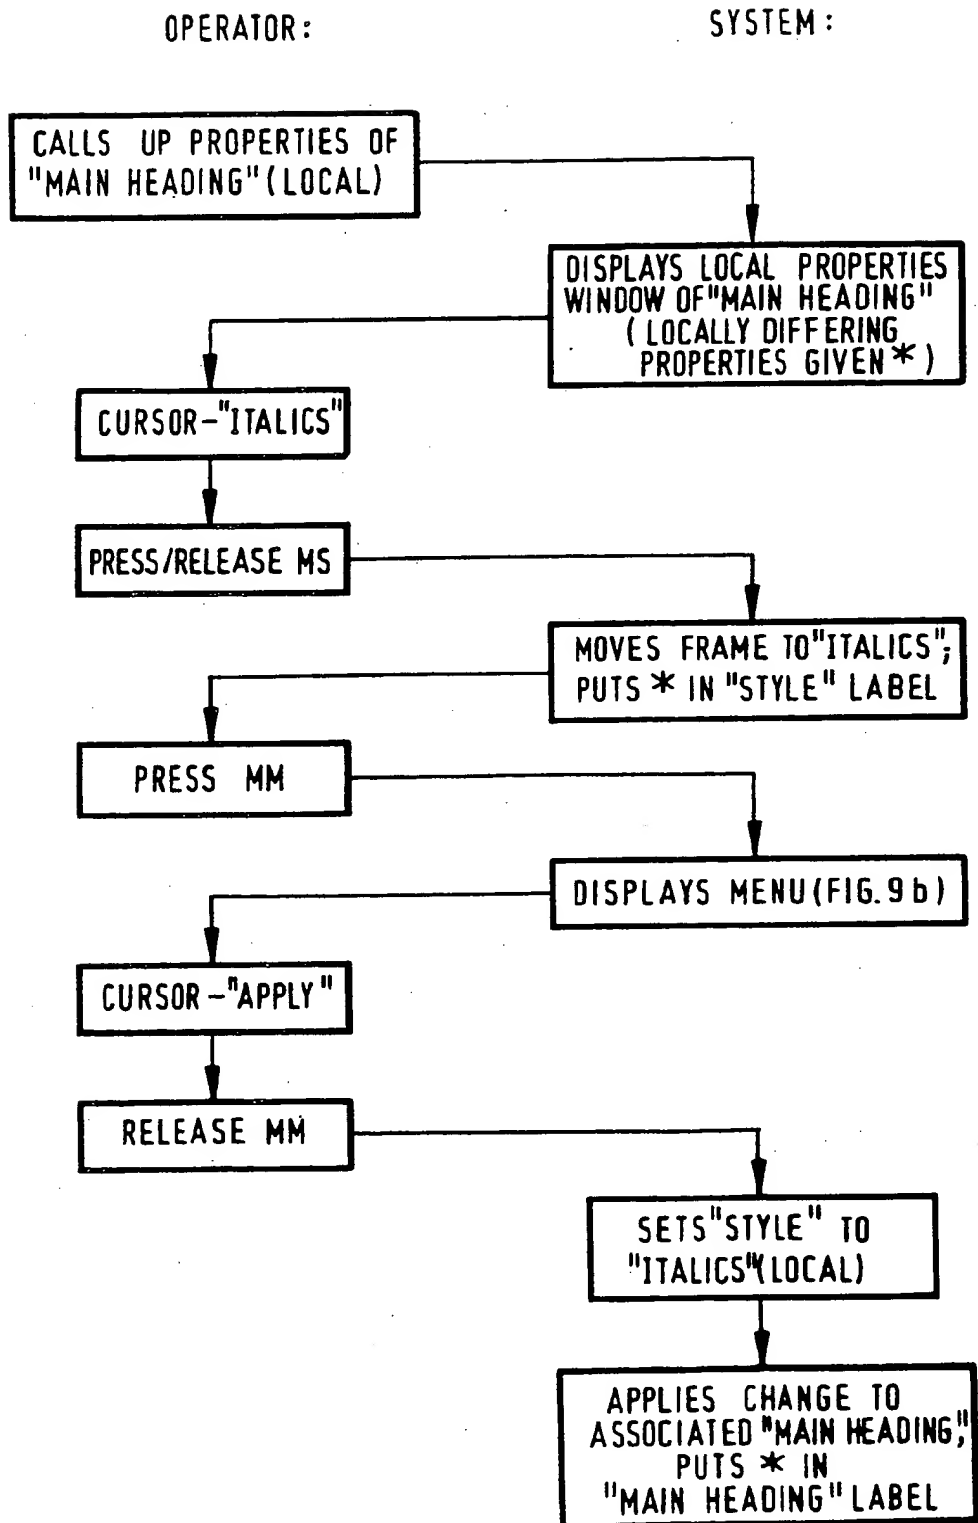 OPERATOR:
SYSTEM:
CALLS UP PROPERTIES OF
"MAIN HEADING" (LOCAL)
DISPLAYS LOCAL PROPERTIES
WINDOW OF "MAIN HEADING"
(LOCALLY DIFFERING
PROPERTIES GIVEN *)
CURSOR-"ITALICS"
PRESS/RELEASE MS
MOVES FRAME TO "ITALICS";
PUTS * IN "STYLE" LABEL
PRESS MM
DISPLAYS MENU (FIG. 9b)
CURSOR-"APPLY"
RELEASE MM
SETS "STYLE" TO
"ITALICS" (LOCAL)
APPLIES CHANGE TO
ASSOCIATED "MAIN HEADING,"
PUTS * IN
"MAIN HEADING" LABEL